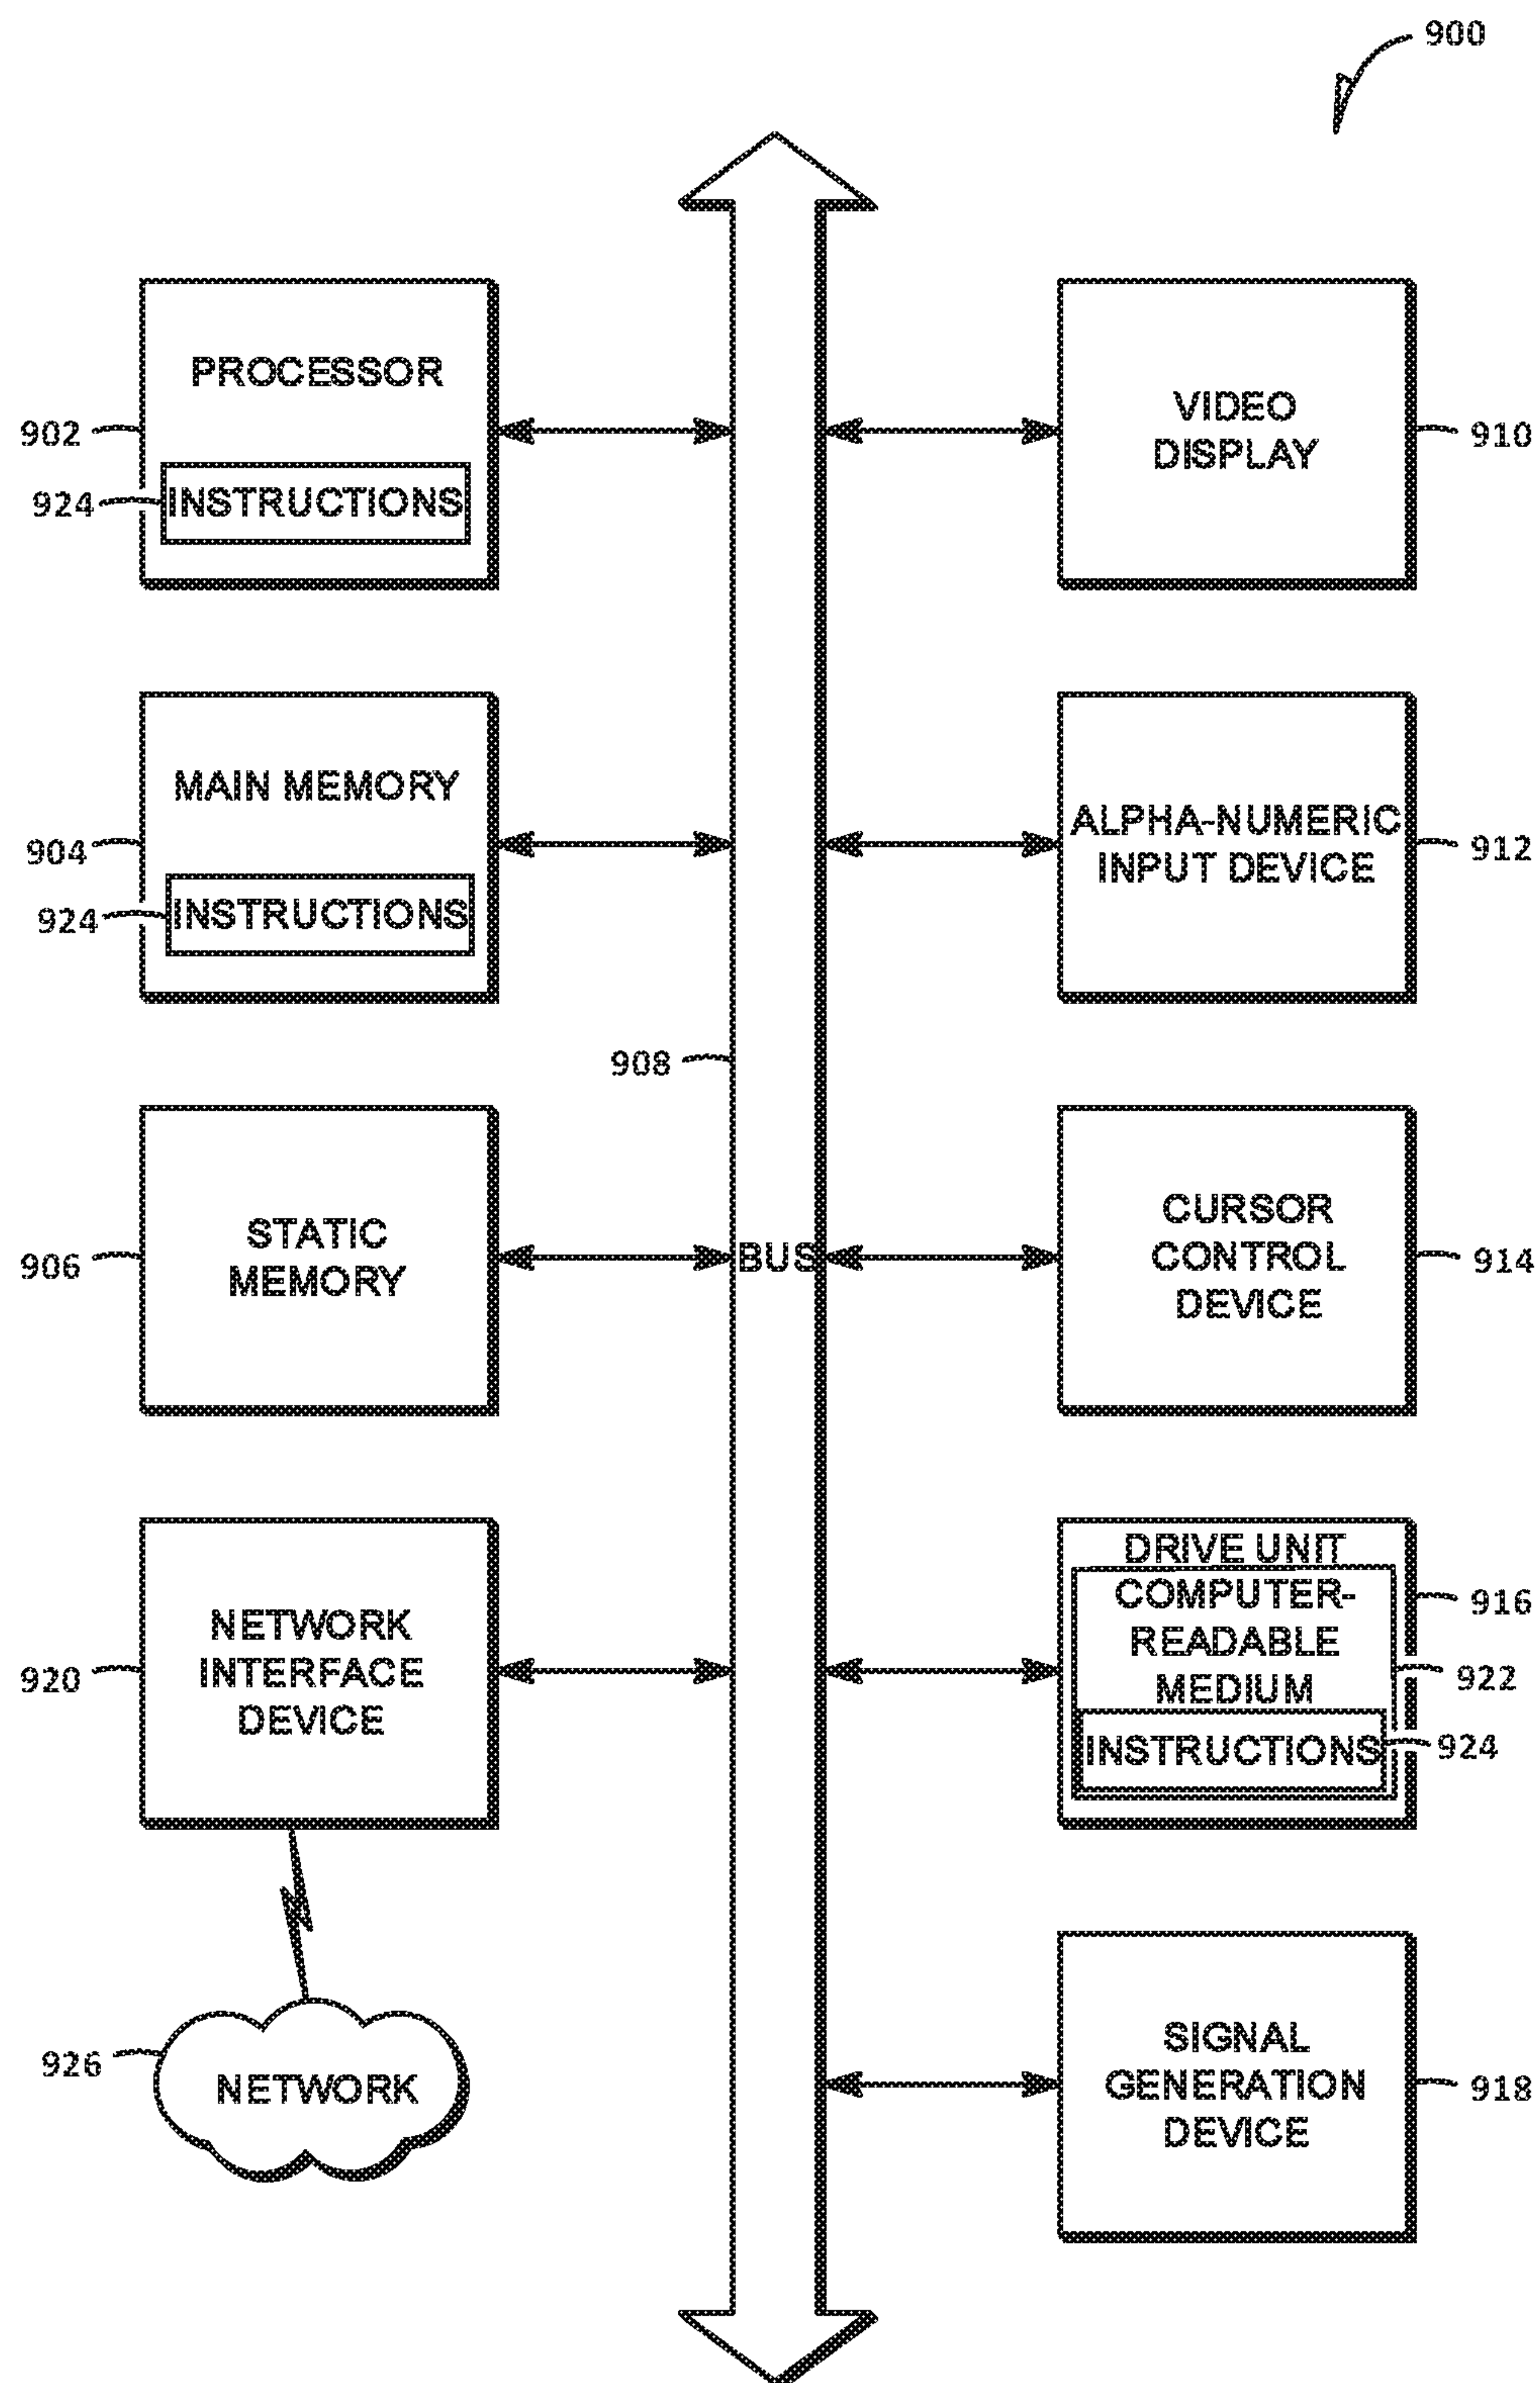 900
PROCESSOR
902
924
INSTRUCTIONS
VIDEO
DISPLAY
910
MAIN MEMORY
904
924
INSTRUCTIONS
ALPHA-NUMERIC
INPUT DEVICE
912
908
STATIC
MEMORY
906
BUS
CURSOR
CONTROL
DEVICE
914
NETWORK
INTERFACE
DEVICE
920
DRIVE UNIT
COMPUTER-
READABLE
MEDIUM
INSTRUCTIONS
916
922
924
926
NETWORK
SIGNAL
GENERATION
DEVICE
918